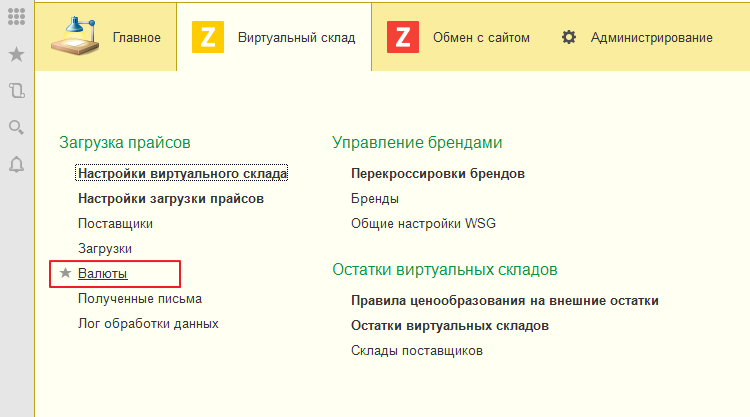 Главное
Z Виртуальный склад
Z Обмен с сайтом
Администрирование
Загрузка прайсов
Настройки виртуального склада
Настройки загрузки прайсов
Поставщики
Загрузки
Валюты
Полученные письма
Лог обработки данных
Управление брендами
Перекроссировки брендов
Бренды
Общие настройки WSG
Остатки виртуальных складов
Правила ценообразования на внешние остатки
Остатки виртуальных складов
Склады поставщиков